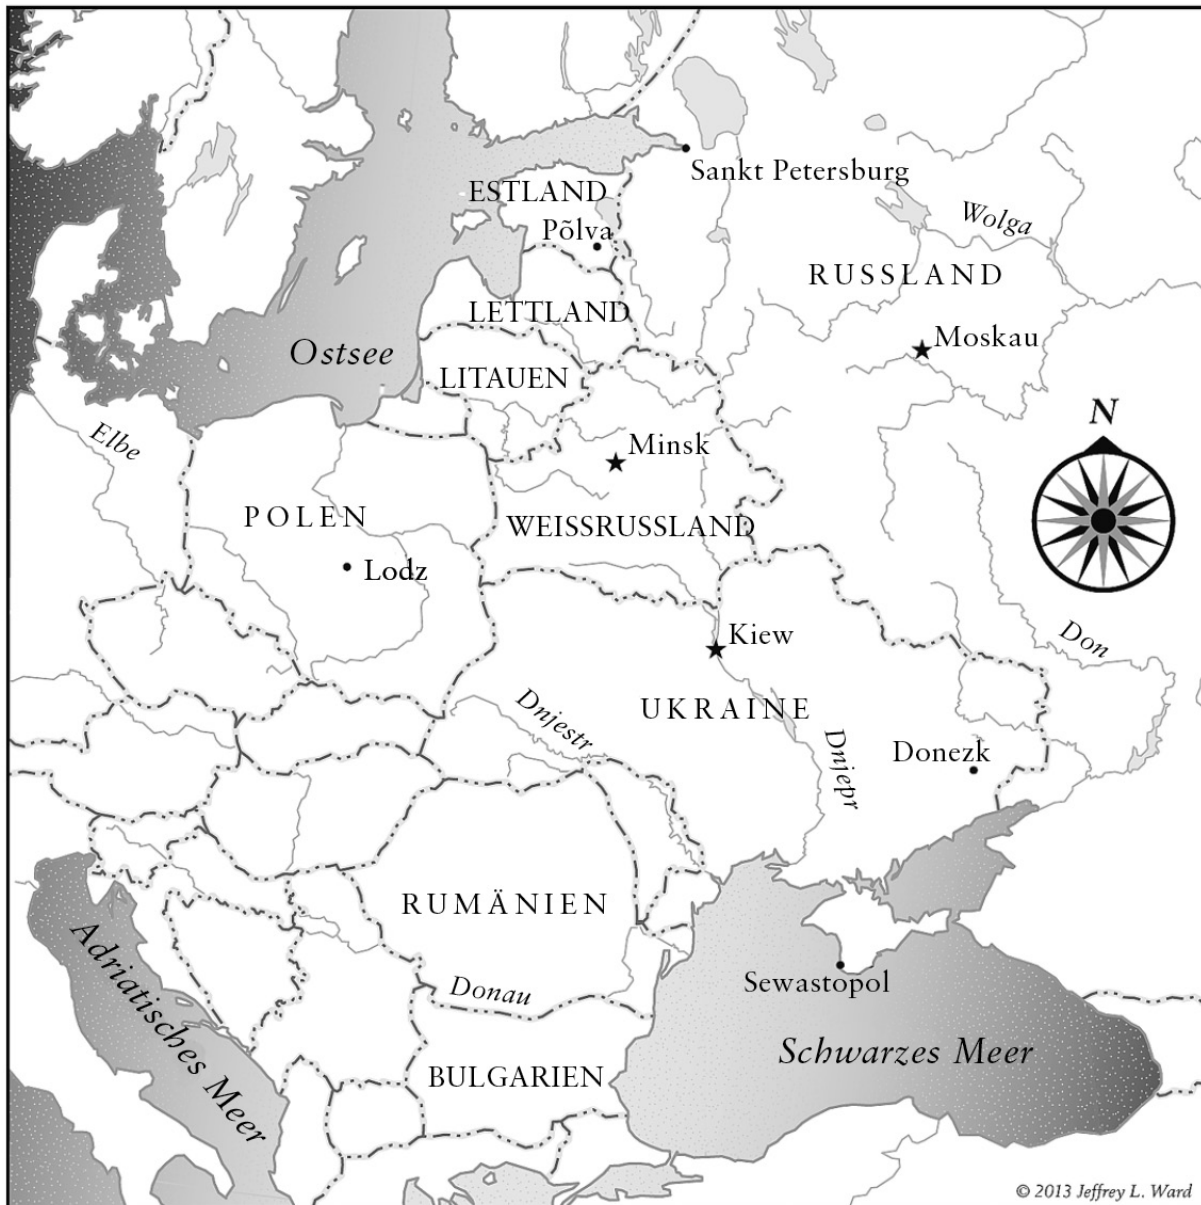 Sankt Petersburg
ESTLAND
Põlva
Wolga
RUSSLAND
LETTLAND
Moskau
Ostsee
LITAUEN
N
Elbe
Minsk
POLEN
WEISSRUSSLAND
Lodz
Kiew
Don
Dnjestr
UKRAINE
Dnjepr
Donezk
RUMÄNIEN
Adriatisches Meer
Sewastopol
Donau
Schwarzes Meer
BULGARIEN
© 2013 Jeffrey L. Ward